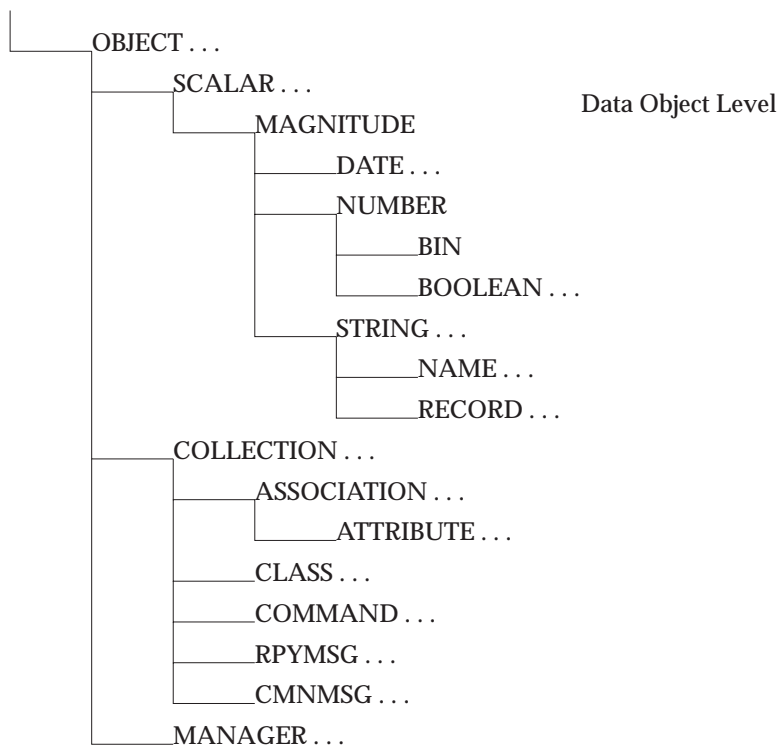 OBJECT . . .
SCALAR . . .
Data Object Level
MAGNITUDE
DATE . . .
NUMBER
BIN
BOOLEAN . . .
STRING . . .
NAME . . .
RECORD . . .
COLLECTION . . .
ASSOCIATION . . .
ATTRIBUTE . . .
CLASS . . .
COMMAND . . .
RPYMSG . . .
CMNMSG . . .
MANAGER . . .